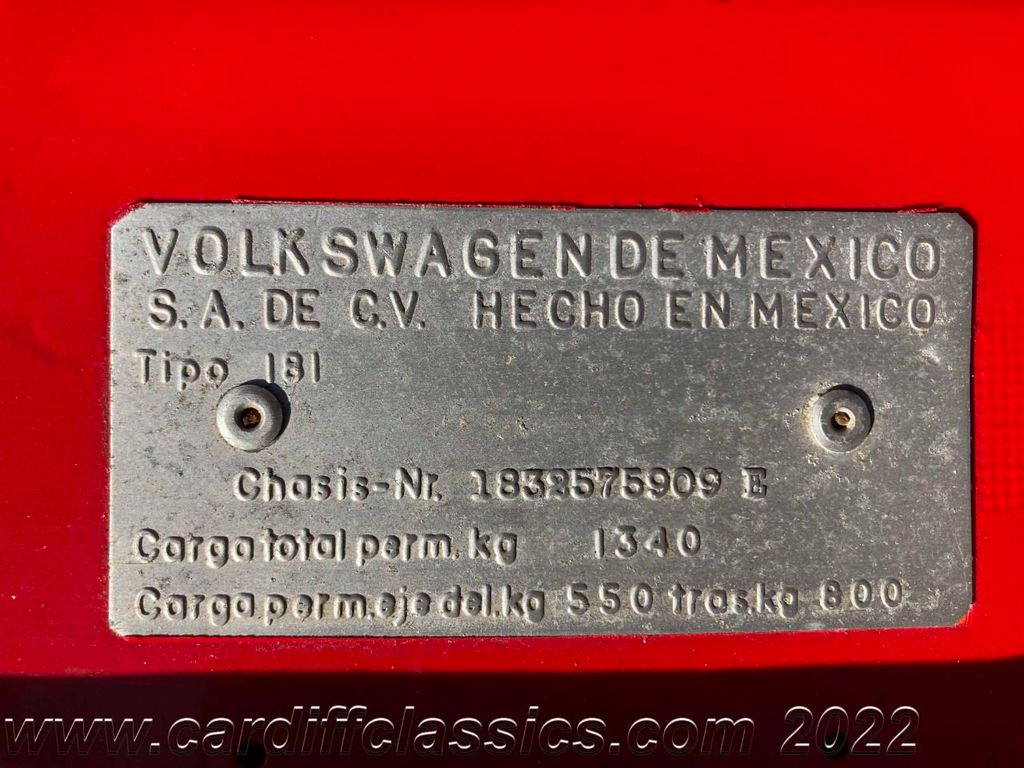 VOLKSWAGEN DE MEXICO
S.A. DE C.V. HECHO EN MEXICO
Tipo 181
Chasis-Nr. 1832575909 E
Carga total perm. kg 1340
Carga perm.eje del.kg 550 tras.kg 800
www.cardiffclassics.com 2022